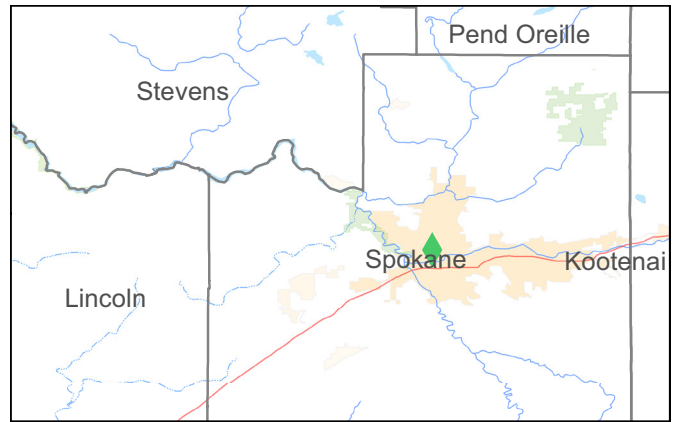 Pend Oreille
Stevens
Spokane
Kootenai
Lincoln